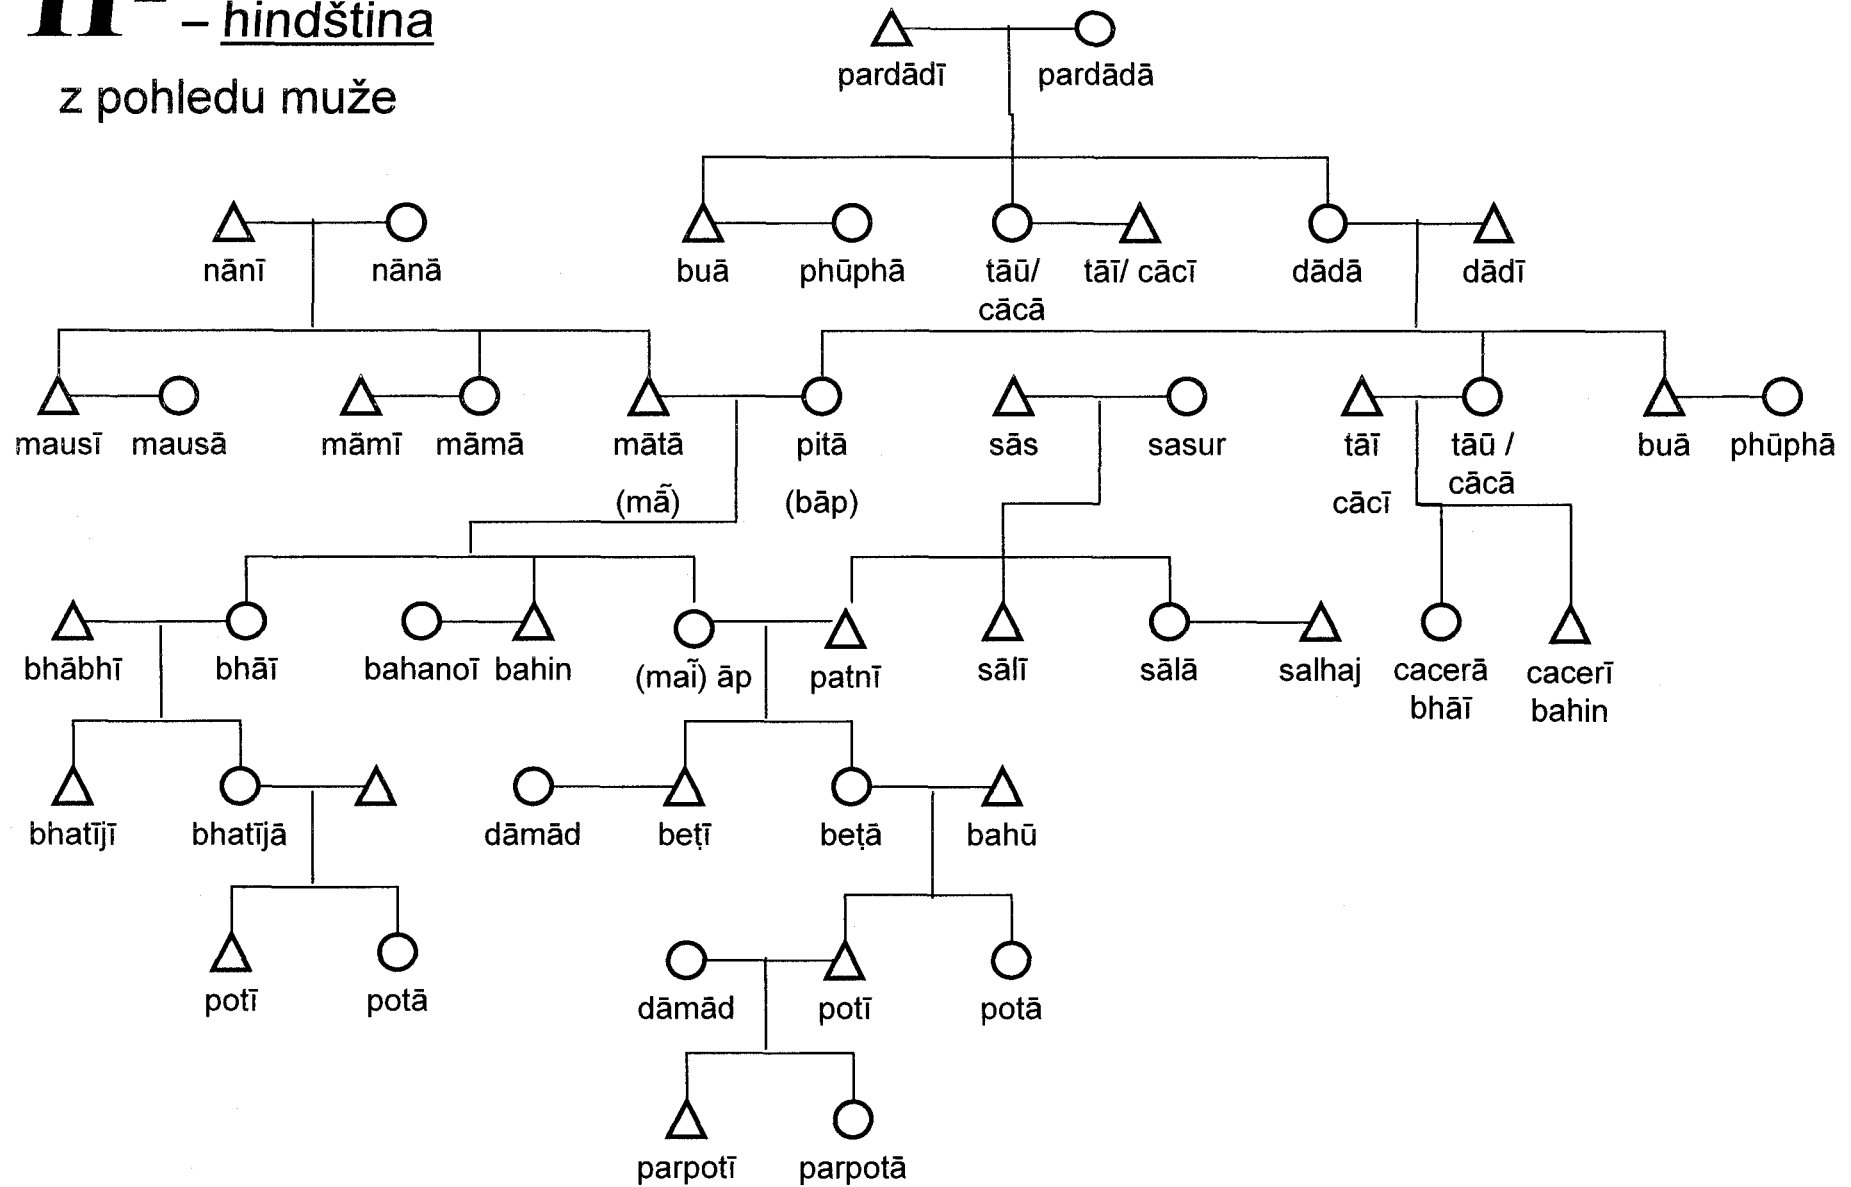 II – hindština
z pohledu muže
pardādī pardādā
nānī nānā buā phūphā tāū/ tāī/ cācī dādā dādī
cācā
mausī mausā māmī māmā mātā pitā sās sasur tāī tāū / buā phūphā
(mā̃) (bāp) cācī cācā
bhābhī bhāī bahanoī bahin (maĩ) āp patnī sālī sālā salhaj cacerā cacerī
bhāī bahin
bhatījī bhatījā dāmād beṭī beṭā bahū
potī potā dāmād potī potā
parpotī parpotā